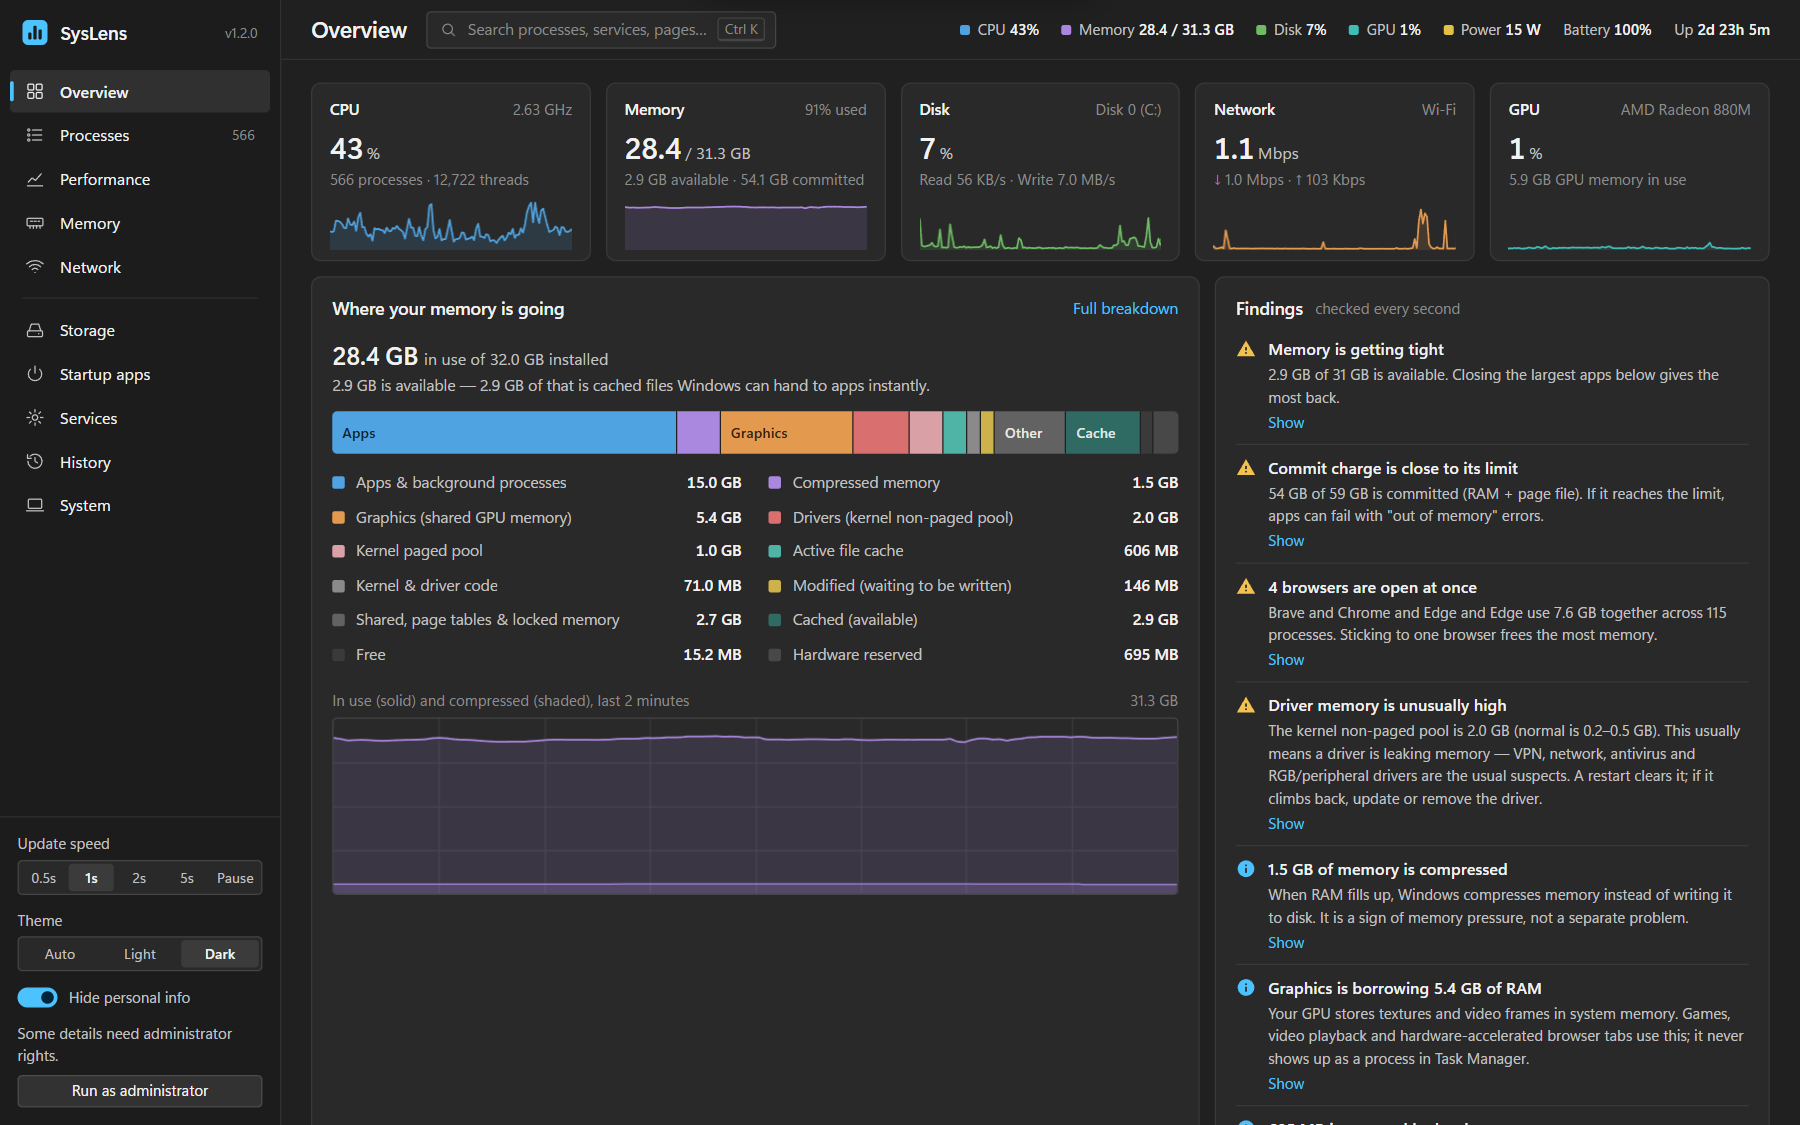 SysLens
v1.2.0
Overview
Processes
566
Performance
Memory
Network
Storage
Startup apps
Services
History
System
Update speed
0.5s 1s 2s 5s Pause
Theme
Auto Light Dark
Hide personal info
Some details need administrator
rights.
Run as administrator
Overview
Search processes, services, pages... Ctrl K
CPU 43% Memory 28.4 / 31.3 GB Disk 7% GPU 1% Power 15 W Battery 100% Up 2d 23h 5m
CPU 2.63 GHz
43 %
566 processes · 12,722 threads
Memory 91% used
28.4 / 31.3 GB
2.9 GB available · 54.1 GB committed
Disk Disk 0 (C:)
7 %
Read 56 KB/s · Write 7.0 MB/s
Network Wi-Fi
1.1 Mbps
↓ 1.0 Mbps · ↑ 103 Kbps
GPU AMD Radeon 880M
1 %
5.9 GB GPU memory in use
Where your memory is going Full breakdown
28.4 GB in use of 32.0 GB installed
2.9 GB is available — 2.9 GB of that is cached files Windows can hand to apps instantly.
Apps Graphics Other Cache
Apps & background processes 15.0 GB Compressed memory 1.5 GB
Graphics (shared GPU memory) 5.4 GB Drivers (kernel non-paged pool) 2.0 GB
Kernel paged pool 1.0 GB Active file cache 606 MB
Kernel & driver code 71.0 MB Modified (waiting to be written) 146 MB
Shared, page tables & locked memory 2.7 GB Cached (available) 2.9 GB
Free 15.2 MB Hardware reserved 695 MB
In use (solid) and compressed (shaded), last 2 minutes 31.3 GB
Findings checked every second
Memory is getting tight
2.9 GB of 31 GB is available. Closing the largest apps below gives the
most back.
Show
Commit charge is close to its limit
54 GB of 59 GB is committed (RAM + page file). If it reaches the limit,
apps can fail with "out of memory" errors.
Show
4 browsers are open at once
Brave and Chrome and Edge and Edge use 7.6 GB together across 115
processes. Sticking to one browser frees the most memory.
Show
Driver memory is unusually high
The kernel non-paged pool is 2.0 GB (normal is 0.2–0.5 GB). This usually
means a driver is leaking memory — VPN, network, antivirus and
RGB/peripheral drivers are the usual suspects. A restart clears it; if it
climbs back, update or remove the driver.
Show
1.5 GB of memory is compressed
When RAM fills up, Windows compresses memory instead of writing it
to disk. It is a sign of memory pressure, not a separate problem.
Show
Graphics is borrowing 5.4 GB of RAM
Your GPU stores textures and video frames in system memory. Games,
video playback and hardware-accelerated browser tabs use this; it never
shows up as a process in Task Manager.
Show